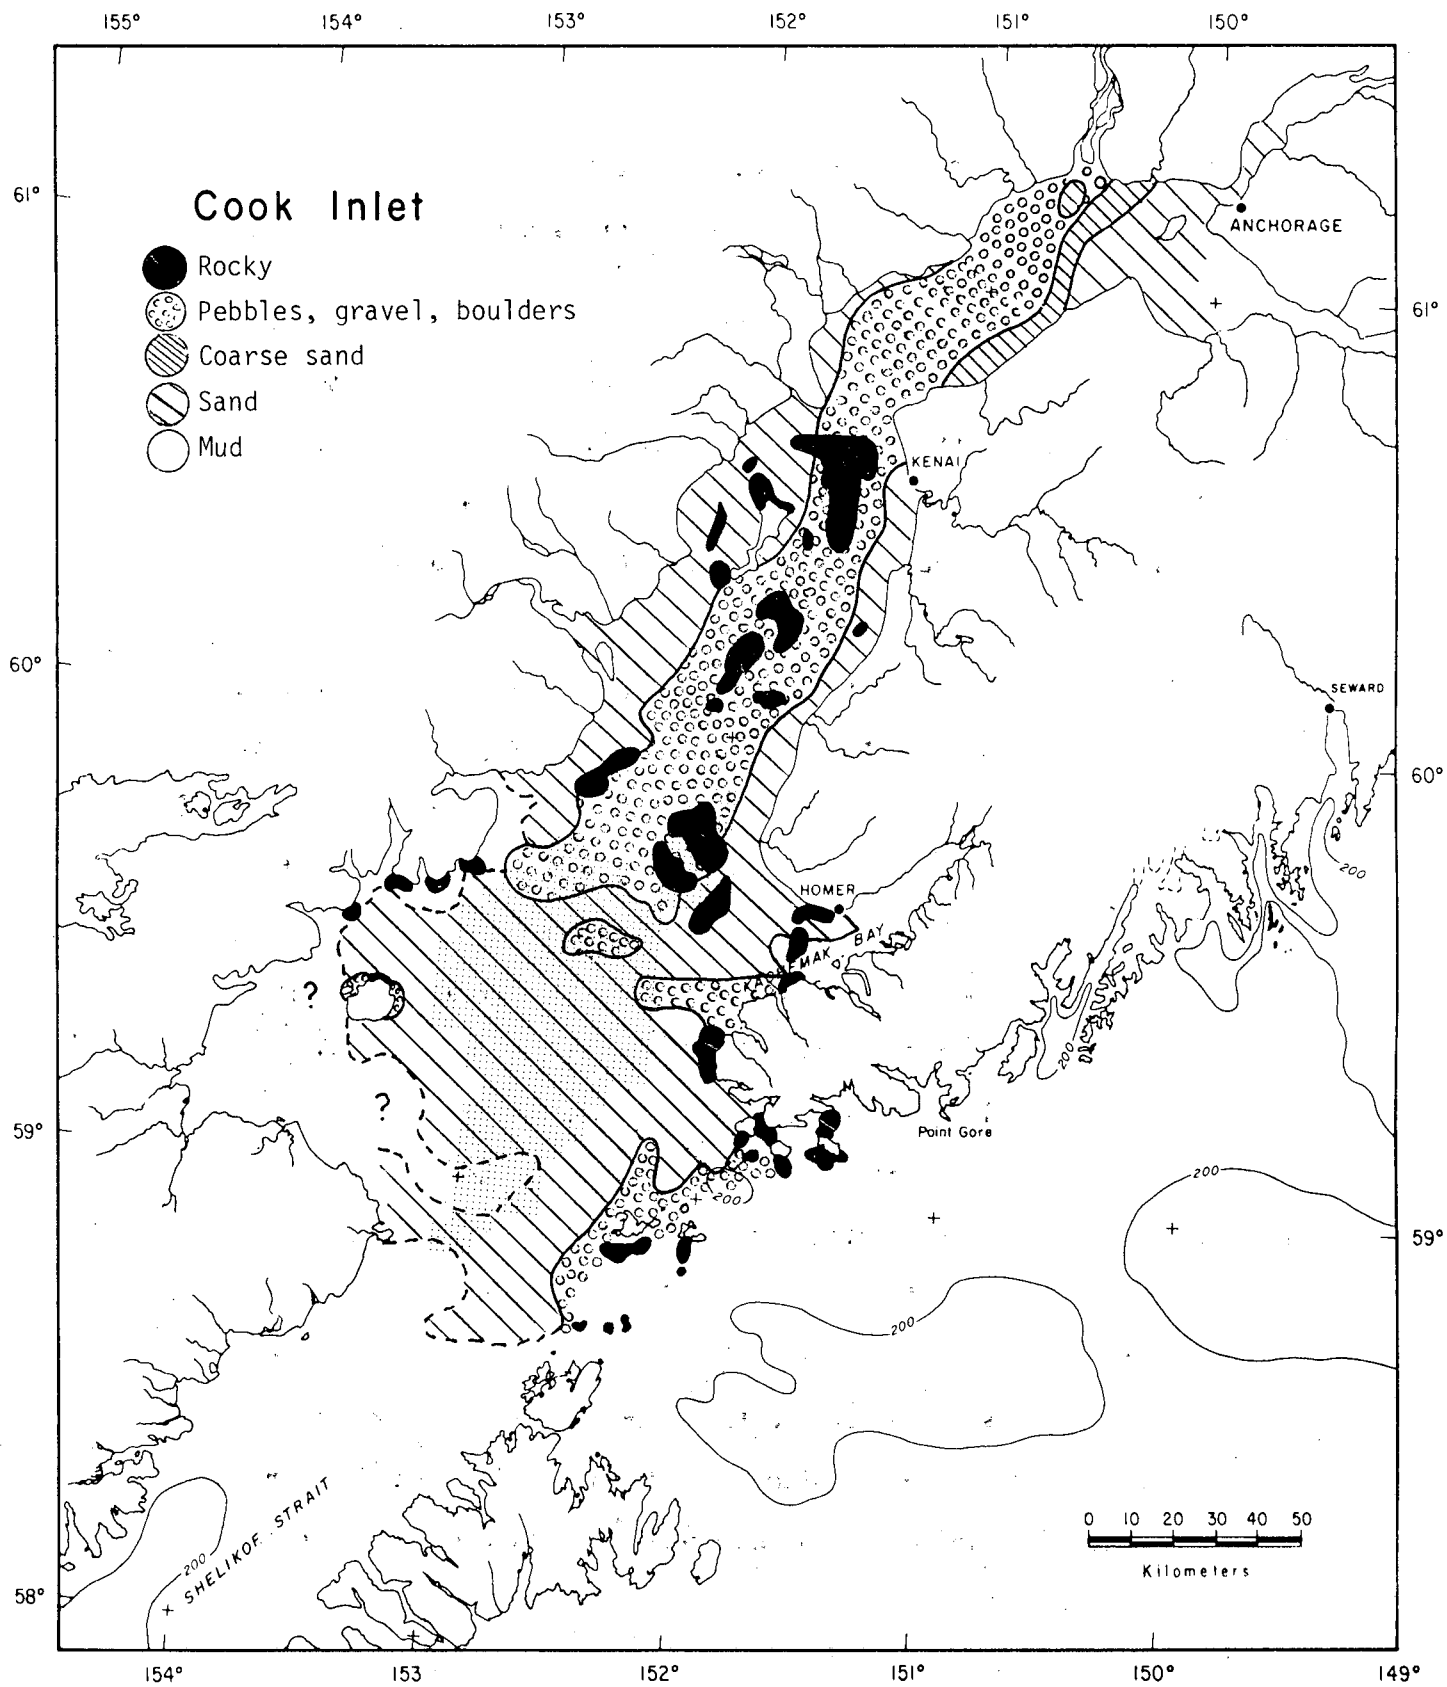 155° 154° 153° 152° 151° 150°
61°
Cook Inlet
Rocky
Pebbles, gravel, boulders
Coarse sand
Sand
Mud
ANCHORAGE
61°
KENAI
60°
SEWARD
60°
200
HOMER
KACHEMAK BAY
?
200
?
59°
Point Gore
200
200
59°
200
SHELIKOF STRAIT
200
0 10 20 30 40 50
Kilometers
58°
154° 153 152° 151° 150° 149°